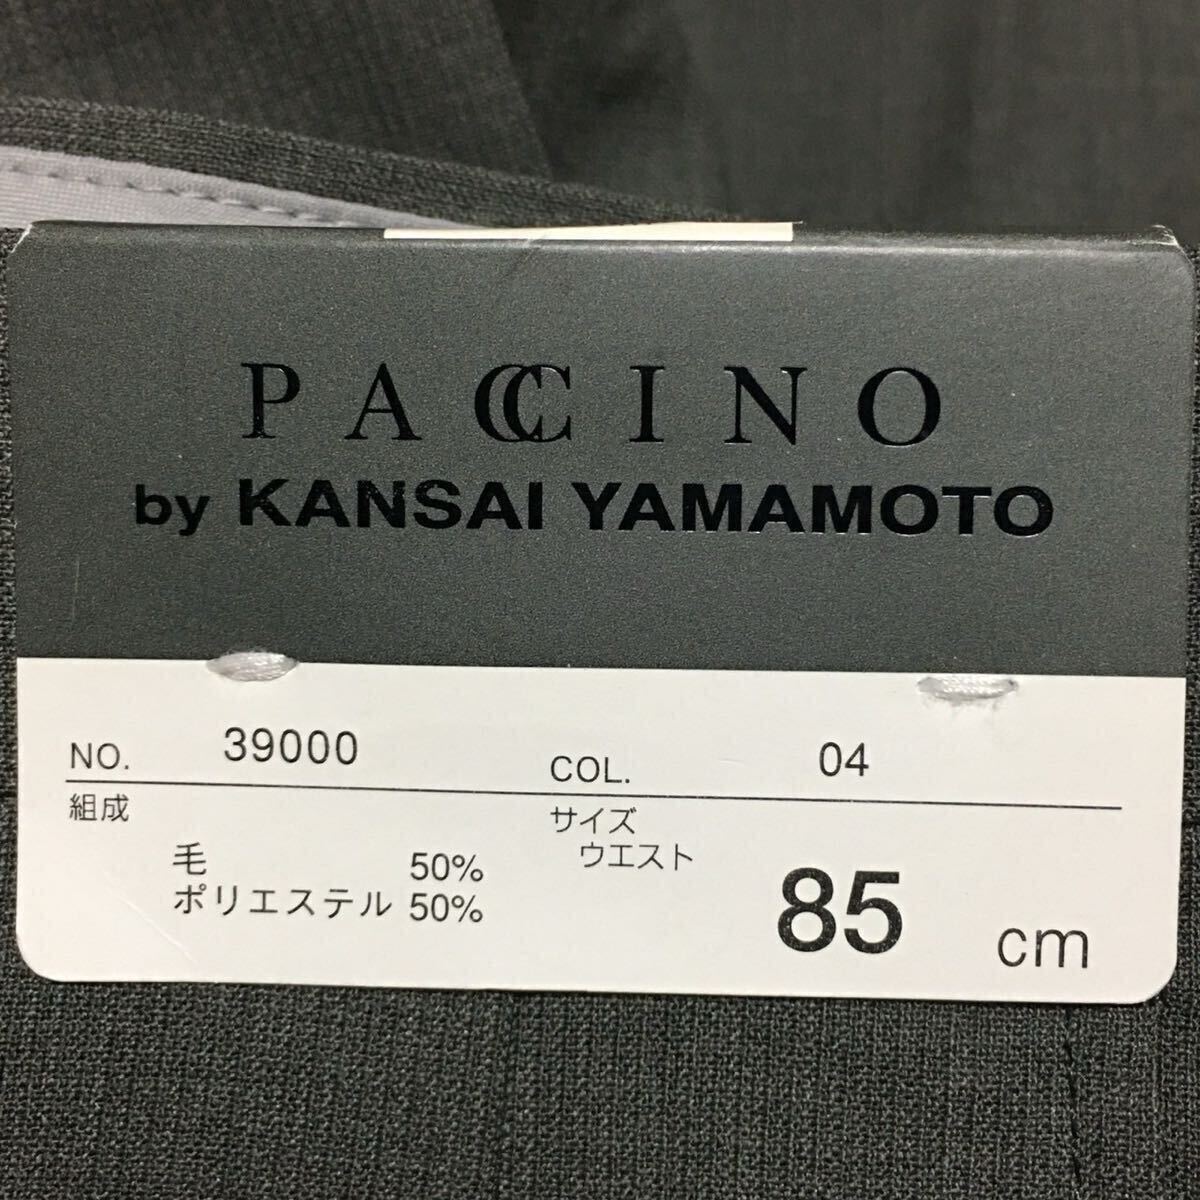 PACCINO
by KANSAI YAMAMOTO
NO. 39000 COL. 04
組成
サイズ
ウエスト 85 cm
毛 50%
ポリエステル 50%